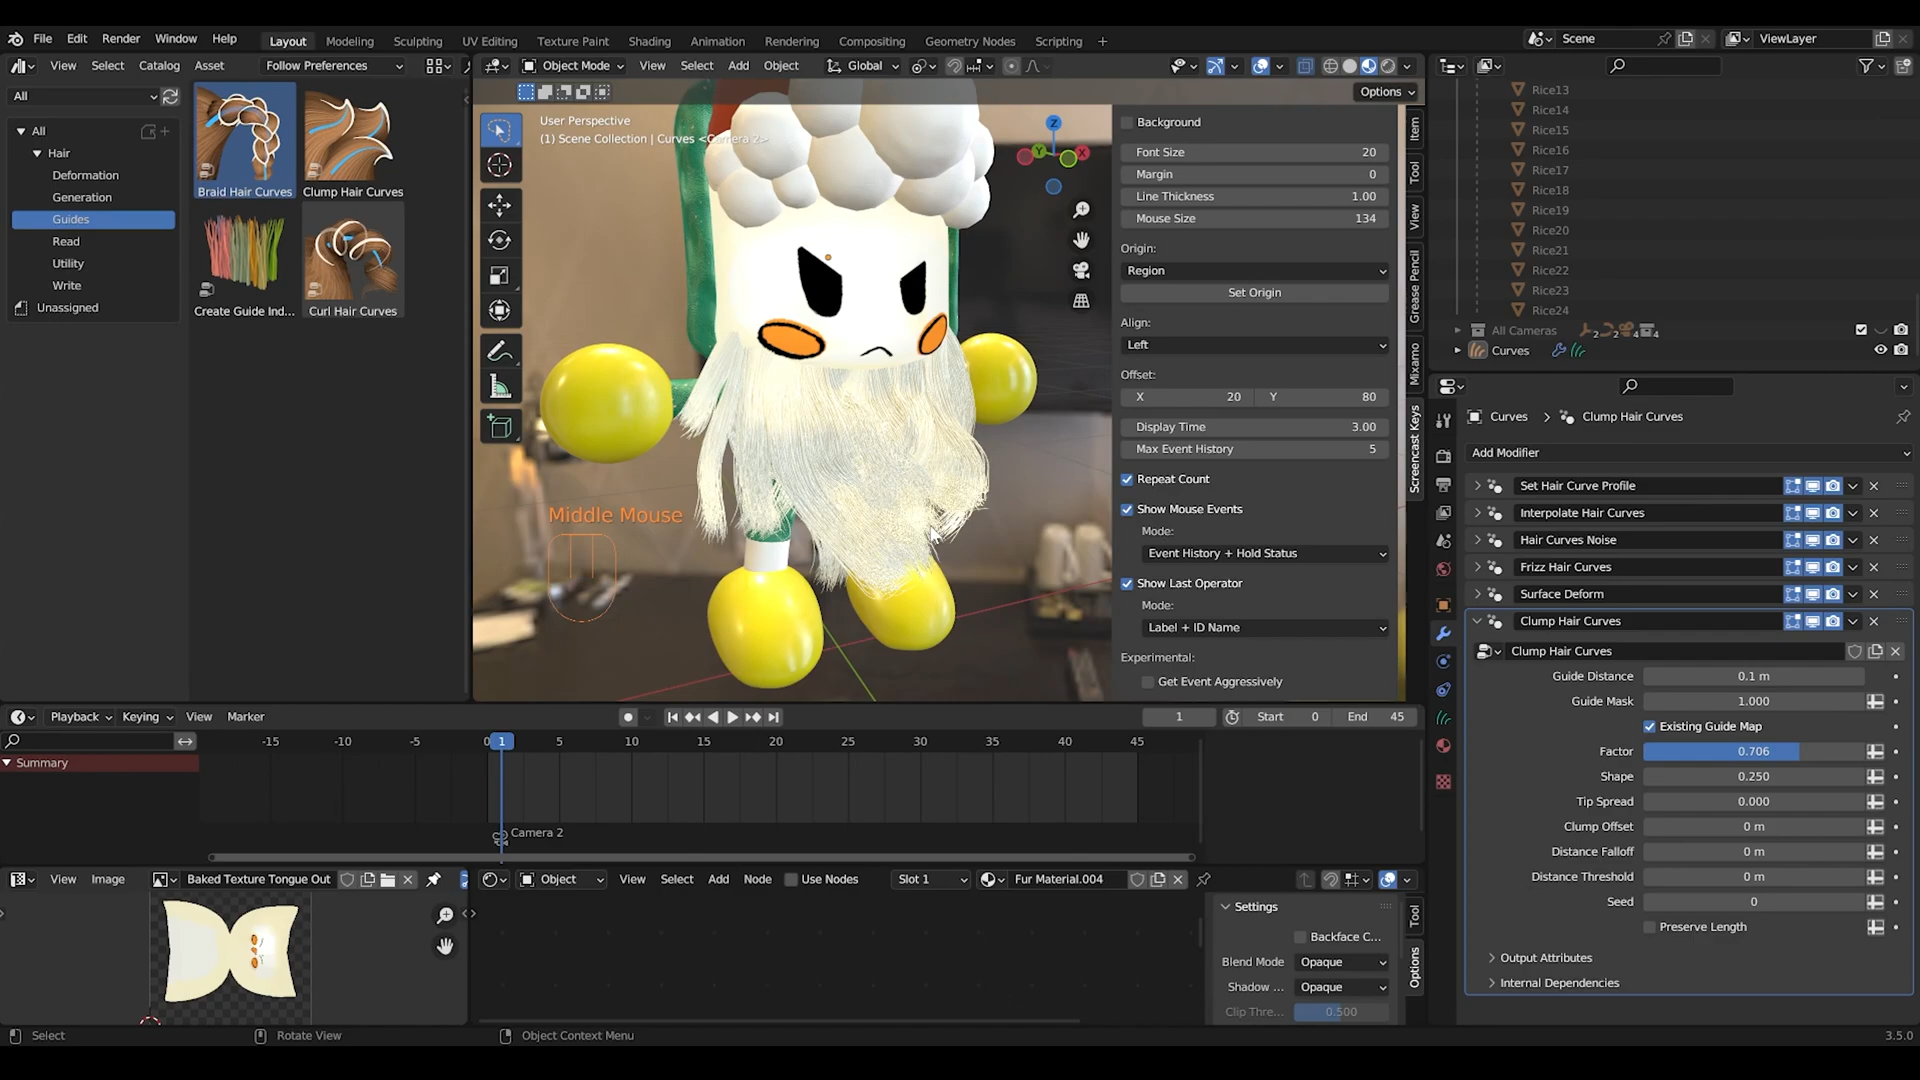 File Edit Render Window Help
Layout Modeling Sculpting UV Editing Texture Paint Shading Animation Rendering Compositing Geometry Nodes Scripting +
Scene
ViewLayer
View Select Catalog Asset
Follow Preferences
All
All
Hair
Deformation
Generation
Guides
Read
Utility
Write
Unassigned
Braid Hair Curves
Clump Hair Curves
Create Guide Ind...
Curl Hair Curves
Object Mode View Select Add Object
Global
Options
User Perspective
(1) Scene Collection | Curves <Camera 2>
Z
Y
X
Middle Mouse
Background
Font Size 20
Margin 0
Line Thickness 1.00
Mouse Size 134
Origin:
Region
Set Origin
Align:
Left
Offset:
X 20 Y 80
Display Time 3.00
Max Event History 5
Repeat Count
Show Mouse Events
Mode:
Event History + Hold Status
Show Last Operator
Mode:
Label + ID Name
Experimental:
Get Event Aggressively
Item
Tool
View
Grease Pencil
Mixamo
Screencast Keys
Rice13
Rice14
Rice15
Rice16
Rice17
Rice18
Rice19
Rice20
Rice21
Rice22
Rice23
Rice24
All Cameras 2 2 4 4
Curves
Curves > Clump Hair Curves
Add Modifier
Set Hair Curve Profile
Interpolate Hair Curves
Hair Curves Noise
Frizz Hair Curves
Surface Deform
Clump Hair Curves
Clump Hair Curves
Guide Distance 0.1 m
Guide Mask 1.000
Existing Guide Map
Factor 0.706
Shape 0.250
Tip Spread 0.000
Clump Offset 0 m
Distance Falloff 0 m
Distance Threshold 0 m
Seed 0
Preserve Length
Output Attributes
Internal Dependencies
Playback Keying View Marker
1
Start 0
End 45
-15 -10 -5 0 1 5 10 15 20 25 30 35 40 45
Summary
Camera 2
View Image
Baked Texture Tongue Out
Object View Select Add Node
Use Nodes
Slot 1
Fur Material.004
Settings
Backface C...
Blend Mode Opaque
Shadow ... Opaque
Clip Thre... 0.500
Tool
Options
Select
Rotate View
Object Context Menu
3.5.0